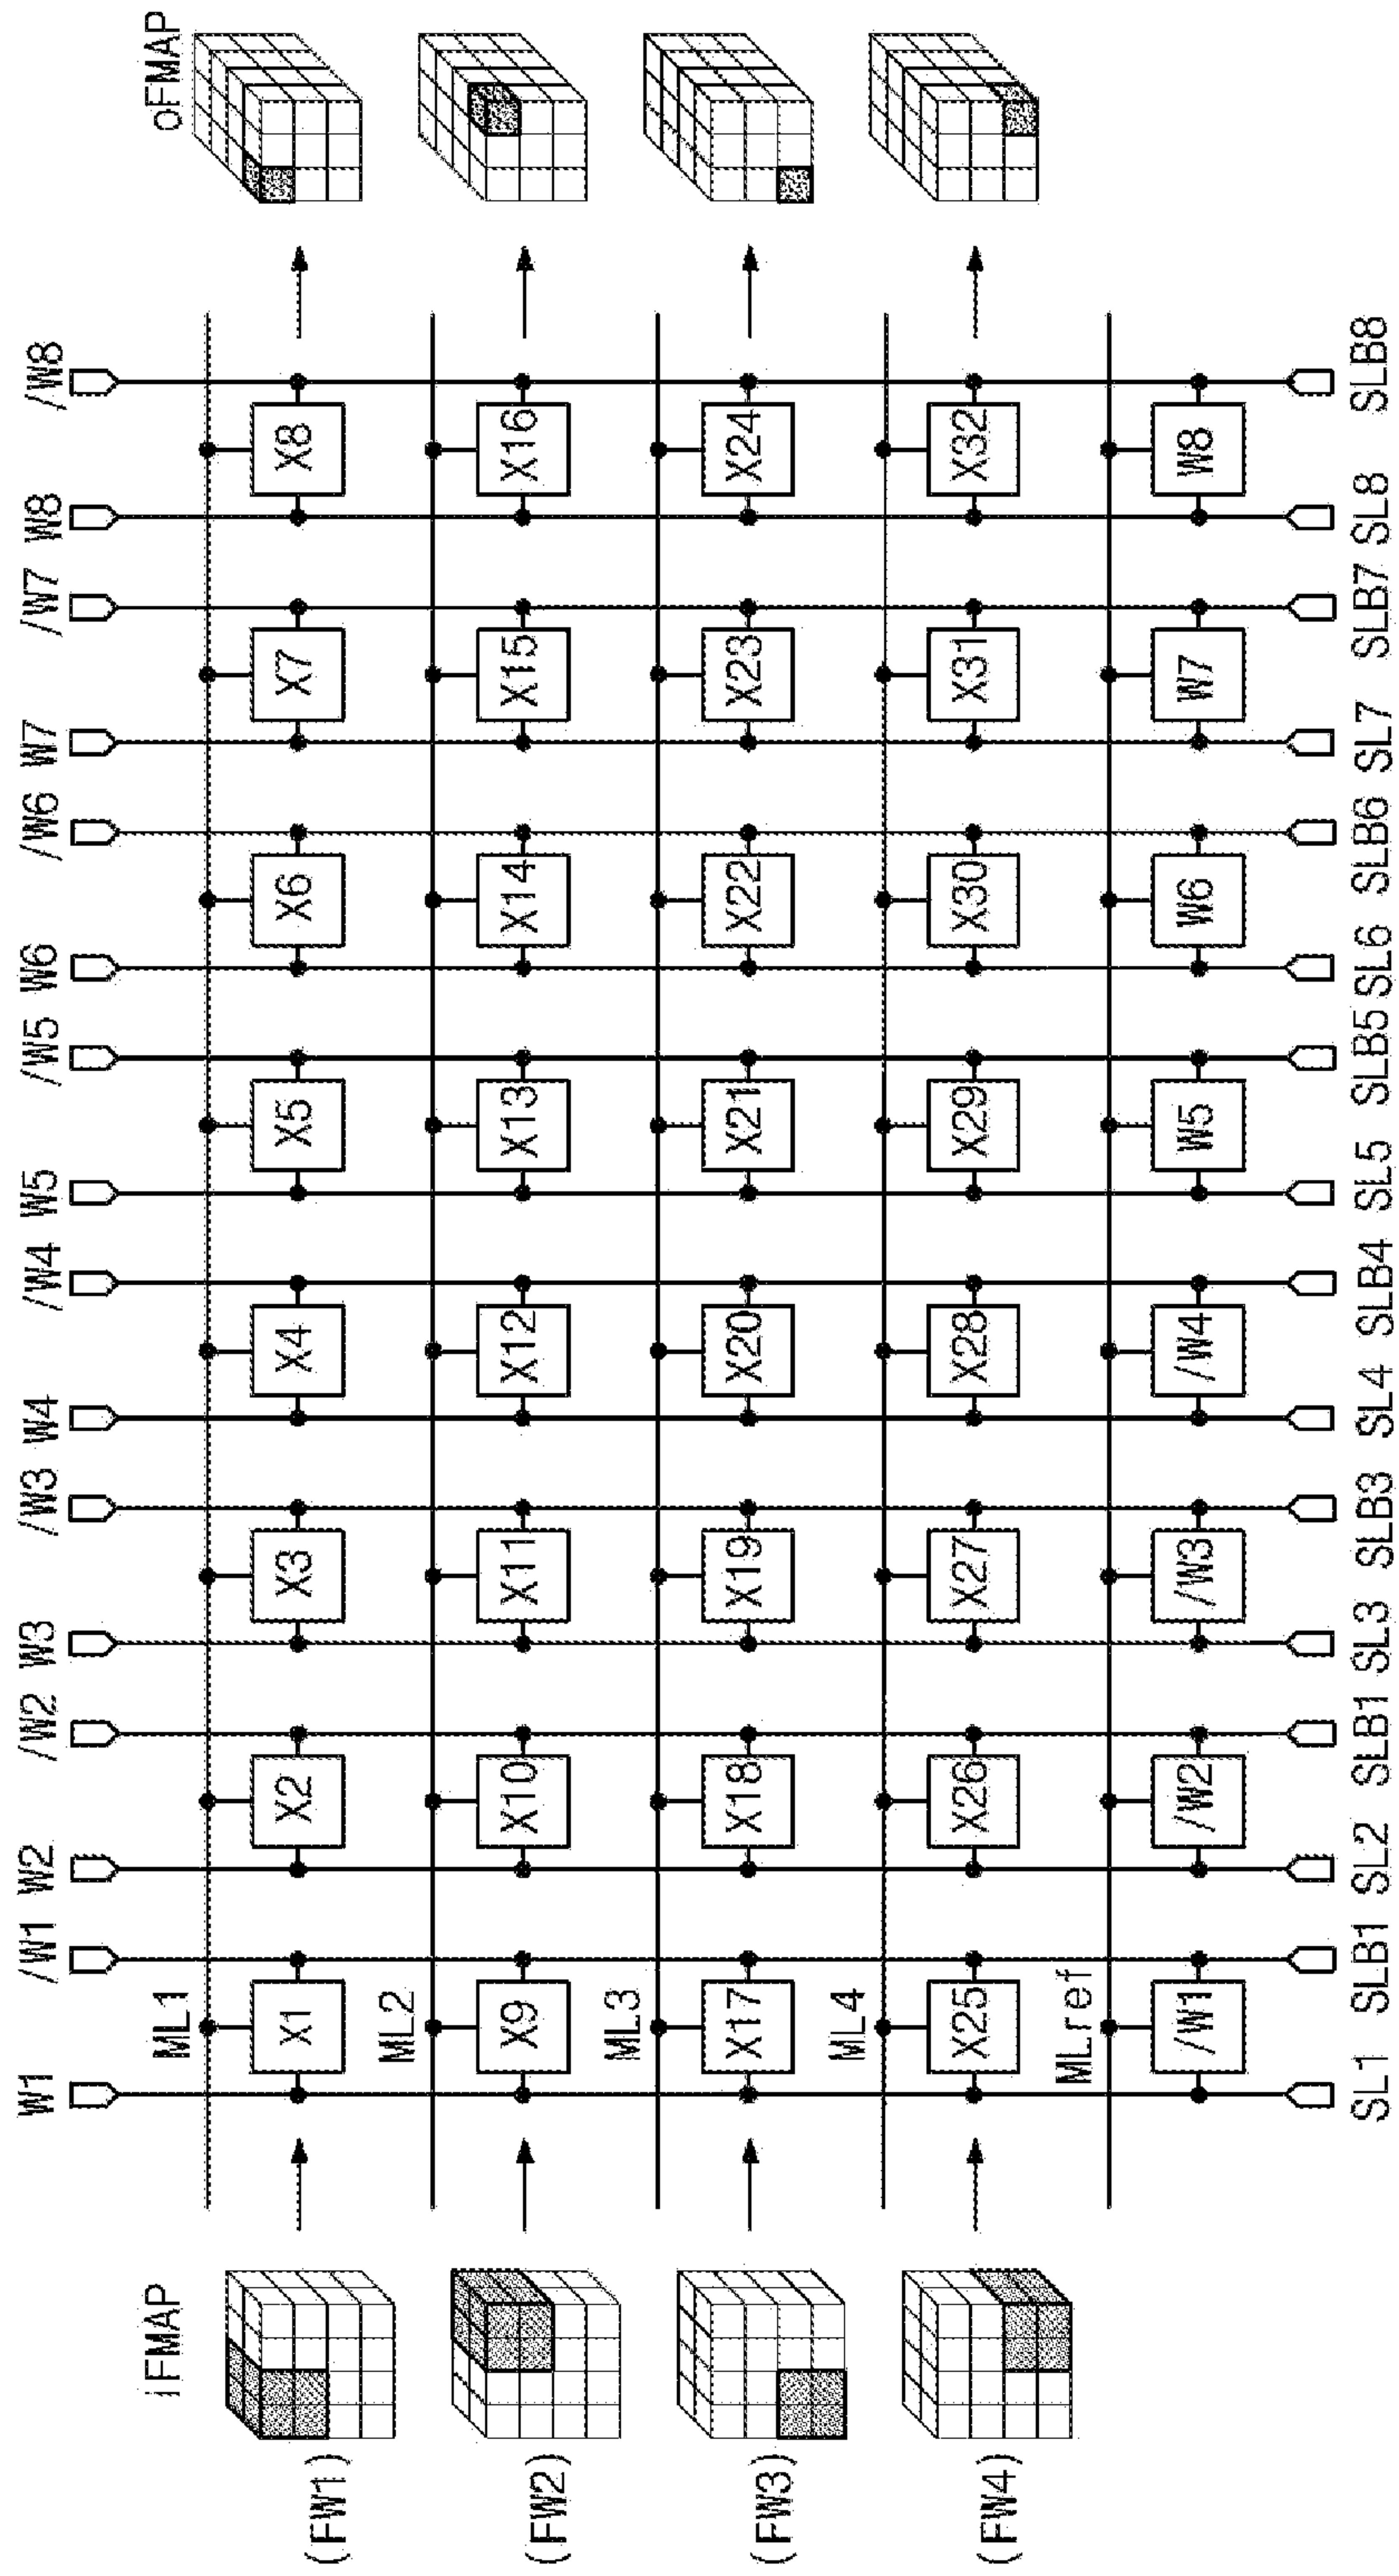 W1 /W1 W2 /W2 W3 /W3 W4 /W4 W5 /W5 W6 /W6 W7 /W7 W8 /W8
iFMAP oFMAP
ML1
(FW1) X1 X2 X3 X4 X5 X6 X7 X8
ML2
(FW2) X9 X10 X11 X12 X13 X14 X15 X16
ML3
(FW3) X17 X18 X19 X20 X21 X22 X23 X24
ML4
(FW4) X25 X26 X27 X28 X29 X30 X31 X32
MLref
/W1 /W2 /W3 /W4 W5 W6 W7 W8
SL1 SLB1 SL2 SLB1 SL3 SLB3 SL4 SLB4 SL5 SLB5 SL6 SLB6 SL7 SLB7 SL8 SLB8